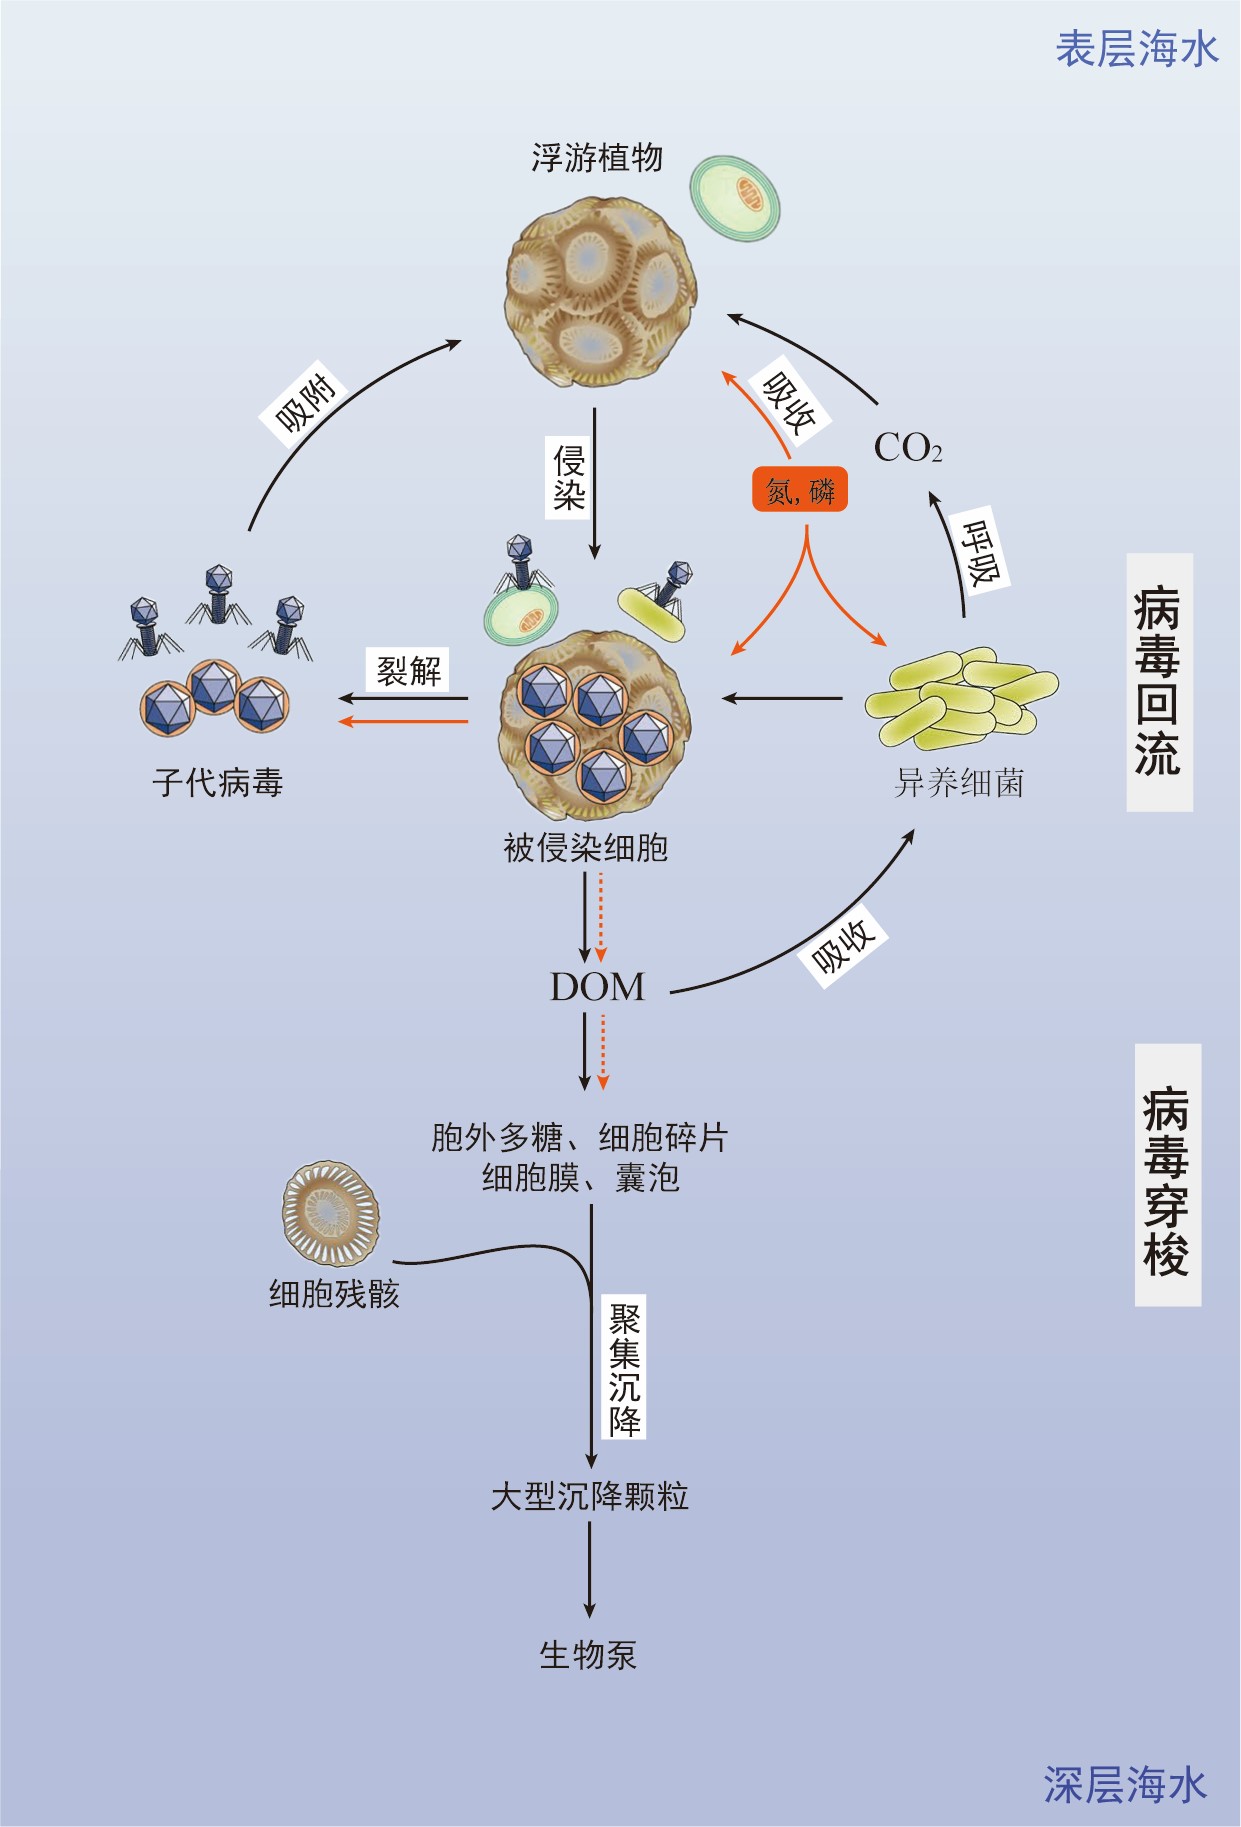 表层海水
病毒回流
病毒穿梭
深层海水
呼吸
CO₂
吸收
氮, 磷
异养细菌
吸收
浮游植物
侵染
被侵染细胞
DOM
胞外多糖、细胞碎片
细胞膜、囊泡
聚集沉降
大型沉降颗粒
生物泵
裂解
吸附
子代病毒
细胞残骸